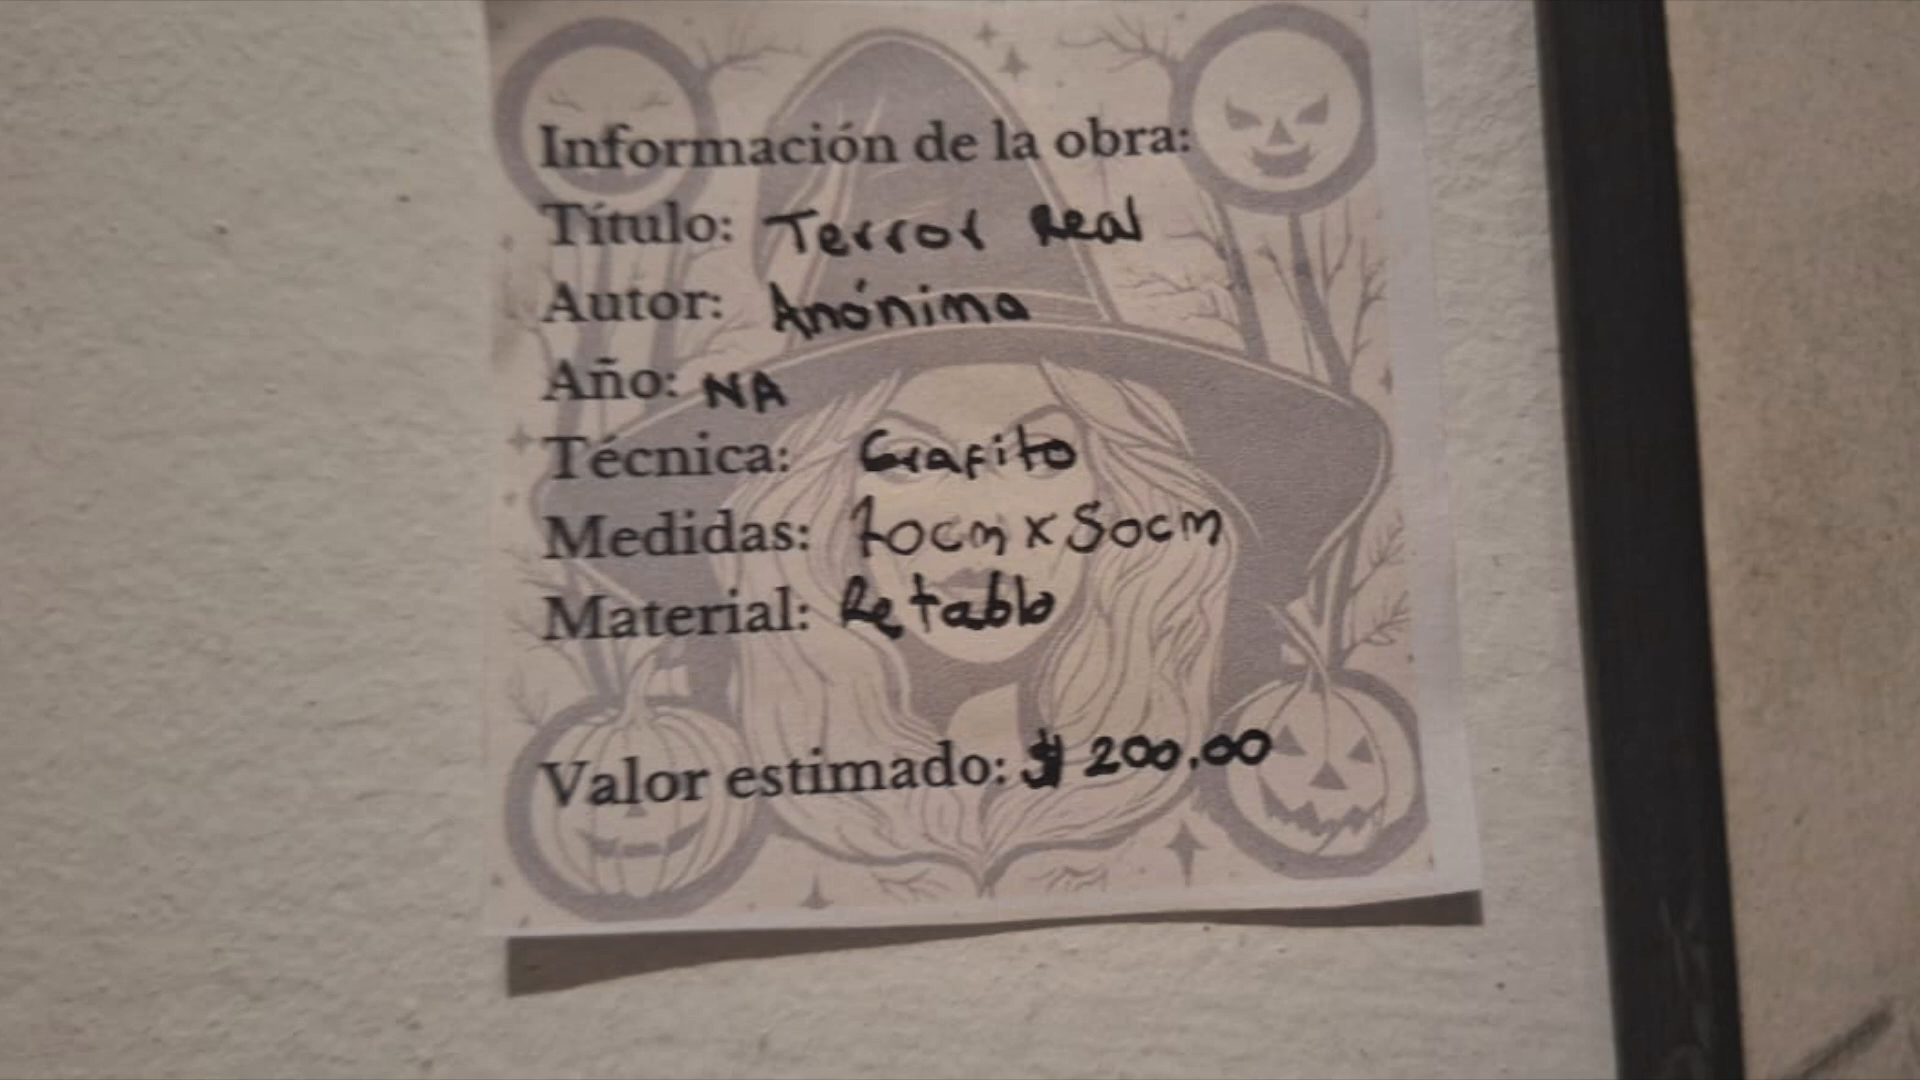 Información de la obra:
Título: Terror Real
Autor: Anónimo
Año: NA
Técnica: Grafito
Medidas: 70cm x 50cm
Material: Retablo
Valor estimado: $ 200.00